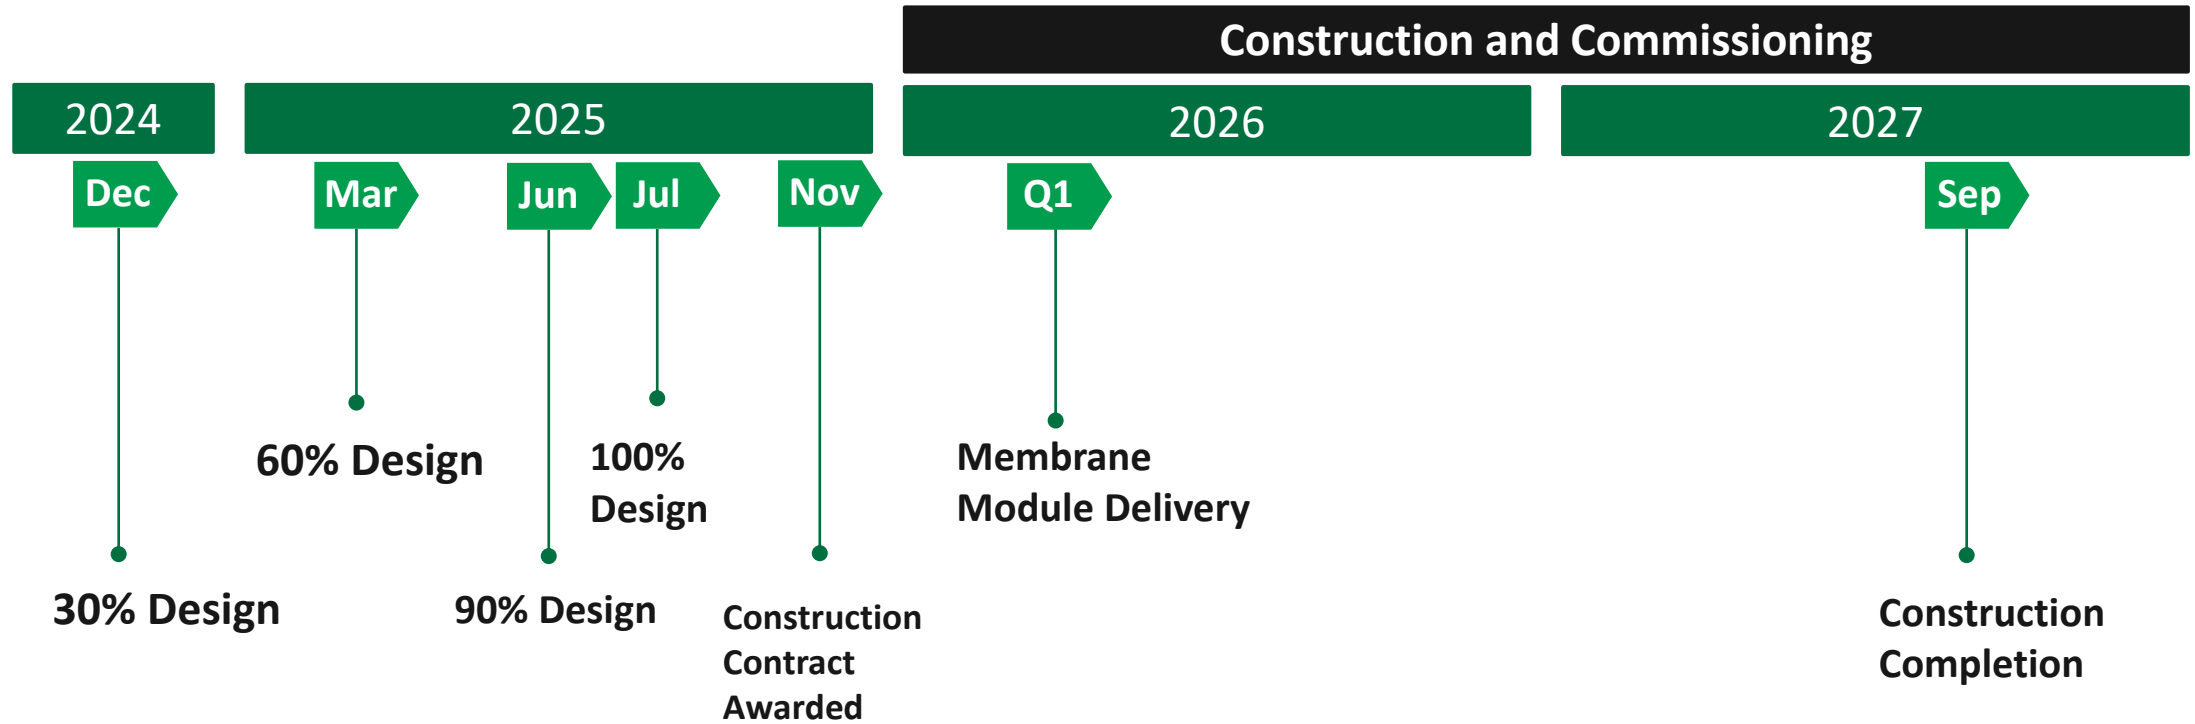 Construction and Commissioning
2024
2025
2026
2027
Dec
Mar
Jun
Jul
Nov
Q1
Sep
60% Design
100%
Design
Membrane
Module Delivery
30% Design
90% Design
Construction
Contract
Awarded
Construction
Completion